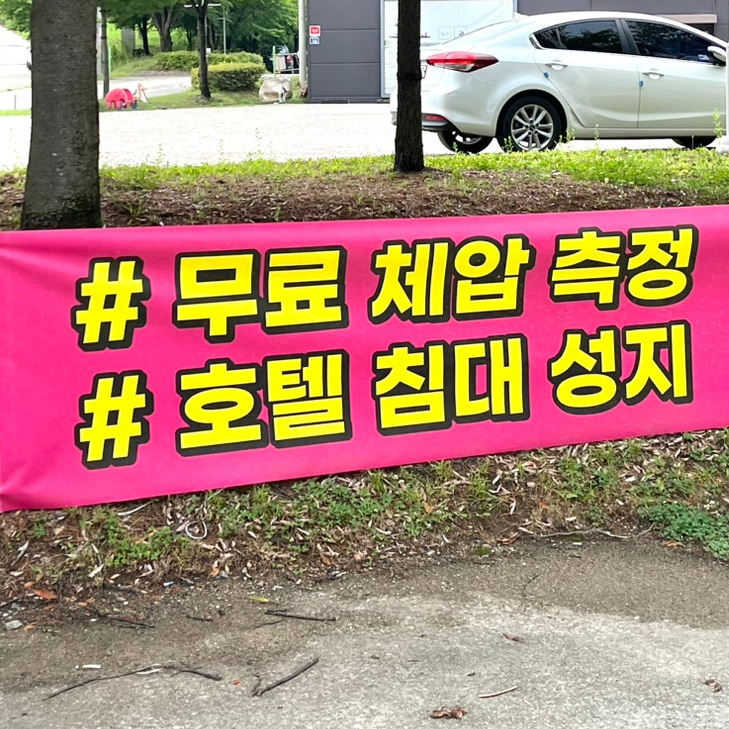 # 무료 체압 측정
# 호텔 침대 성지